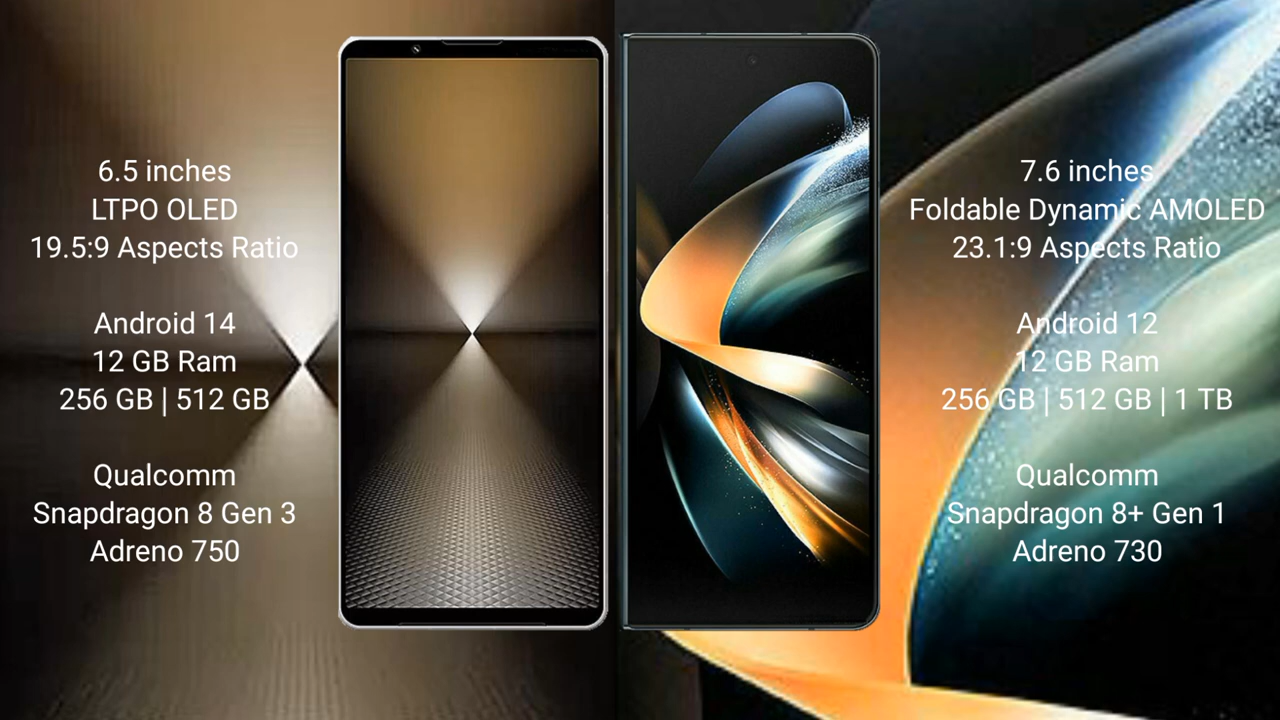 6.5 inches
LTPO OLED
19.5:9 Aspects Ratio
Android 14
12 GB Ram
256 GB | 512 GB
Qualcomm
Snapdragon 8 Gen 3
Adreno 750
7.6 inches
Foldable Dynamic AMOLED
23.1:9 Aspects Ratio
Android 12
12 GB Ram
256 GB | 512 GB | 1 TB
Qualcomm
Snapdragon 8+ Gen 1
Adreno 730